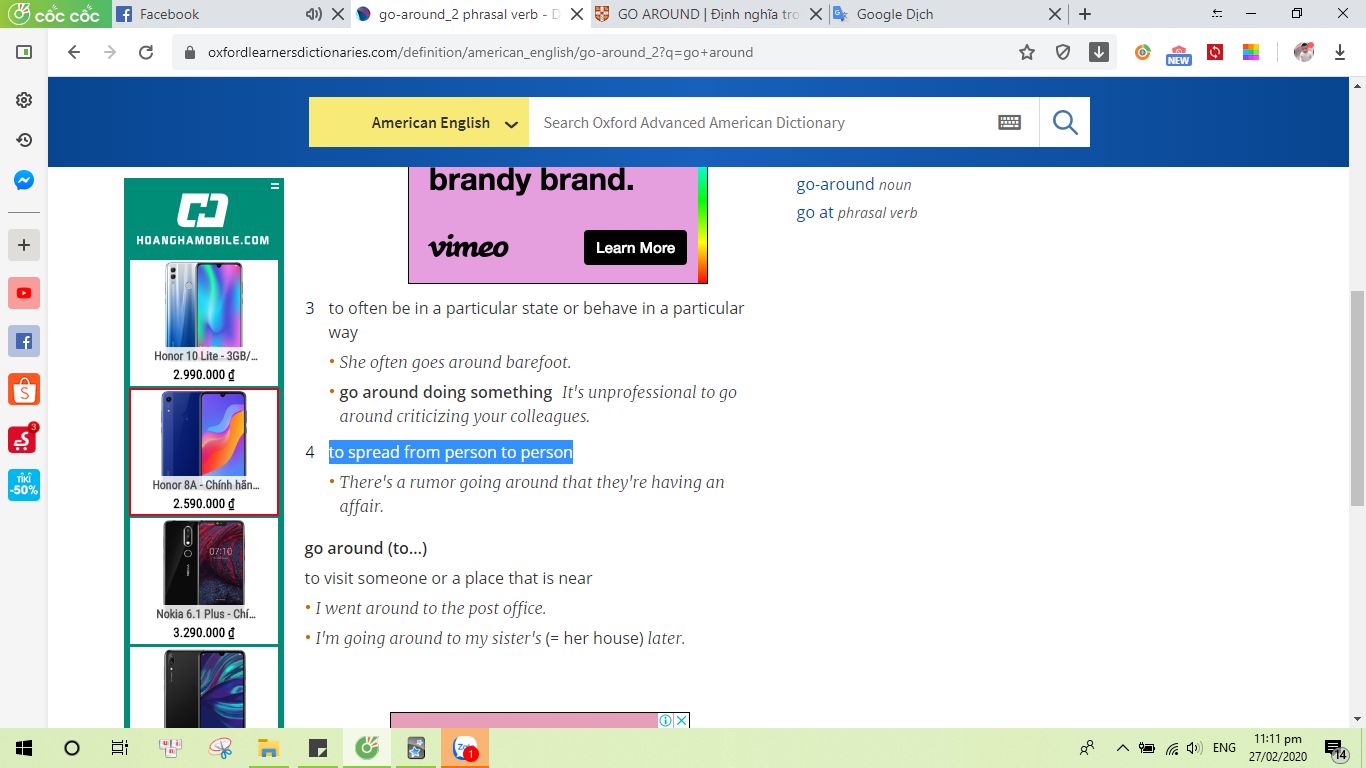 cốc cốc
Facebook
go-around_2 phrasal verb - D
GO AROUND | Định nghĩa tro
Google Dịch
oxfordlearnersdictionaries.com/definition/american_english/go-around_2?q=go+around
NEW
American English
Search Oxford Advanced American Dictionary
brandy brand.
vimeo
Learn More
go-around noun
go at phrasal verb
HOANGHAMOBILE.COM
Honor 10 Lite - 3GB/...
2.990.000 ₫
Honor 8A - Chính hãn...
2.590.000 ₫
Nokia 6.1 Plus - Chí...
3.290.000 ₫
3
TIKI
-50%
3 to often be in a particular state or behave in a particular
way
• She often goes around barefoot.
• go around doing something It's unprofessional to go
around criticizing your colleagues.
4 to spread from person to person
• There's a rumor going around that they're having an
affair.
go around (to…)
to visit someone or a place that is near
• I went around to the post office.
• I'm going around to my sister's (= her house) later.
Zalo
1
ENG
11:11 pm
27/02/2020
14